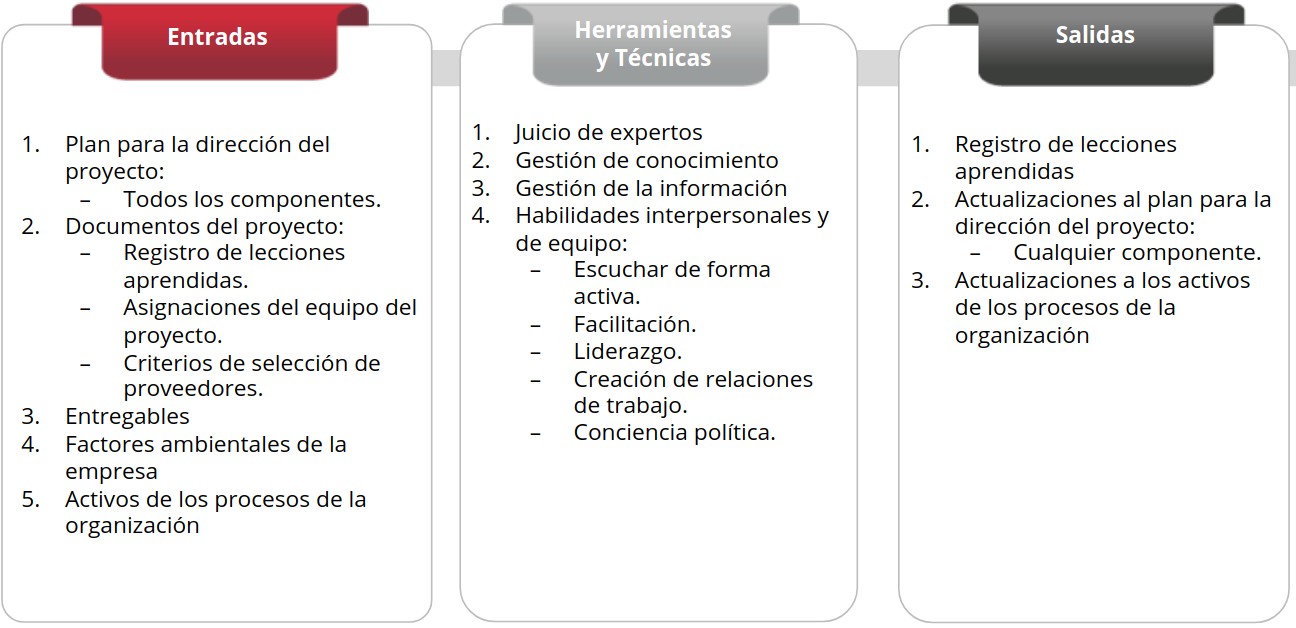 Entradas
1. Plan para la dirección del
proyecto:
– Todos los componentes.
2. Documentos del proyecto:
– Registro de lecciones
aprendidas.
– Asignaciones del equipo del
proyecto.
– Criterios de selección de
proveedores.
3. Entregables
4. Factores ambientales de la
empresa
5. Activos de los procesos de la
organización
Herramientas
y Técnicas
1. Juicio de expertos
2. Gestión de conocimiento
3. Gestión de la información
4. Habilidades interpersonales y
de equipo:
– Escuchar de forma
activa.
– Facilitación.
– Liderazgo.
– Creación de relaciones
de trabajo.
– Conciencia política.
Salidas
1. Registro de lecciones
aprendidas
2. Actualizaciones al plan para la
dirección del proyecto:
– Cualquier componente.
3. Actualizaciones a los activos
de los procesos de la
organización